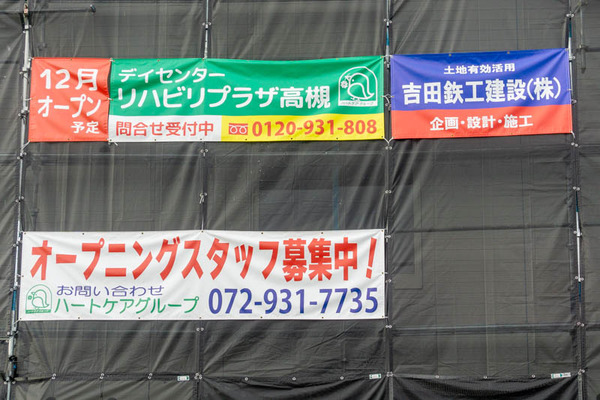 12月
オープン
予定
デイセンター
リハビリプラザ高槻
問合せ受付中 0120-931-808
土地有効活用
吉田鉄工建設(株)
企画・設計・施工
オープニングスタッフ募集中！
お問い合わせ
ハートケアグループ 072-931-7735